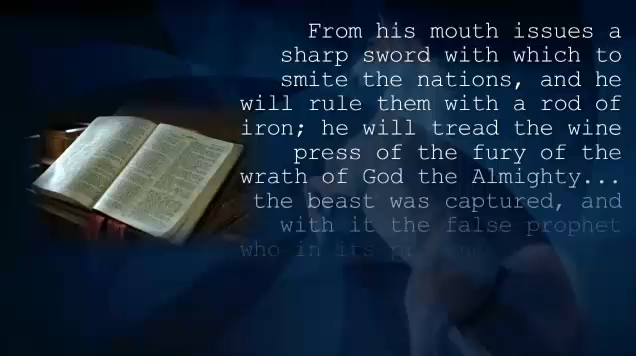 From his mouth issues a
sharp sword with which to
smite the nations, and he
will rule them with a rod of
iron; he will tread the wine
press of the fury of the
wrath of God the Almighty...
the beast was captured, and
with it the false prophet
who in its